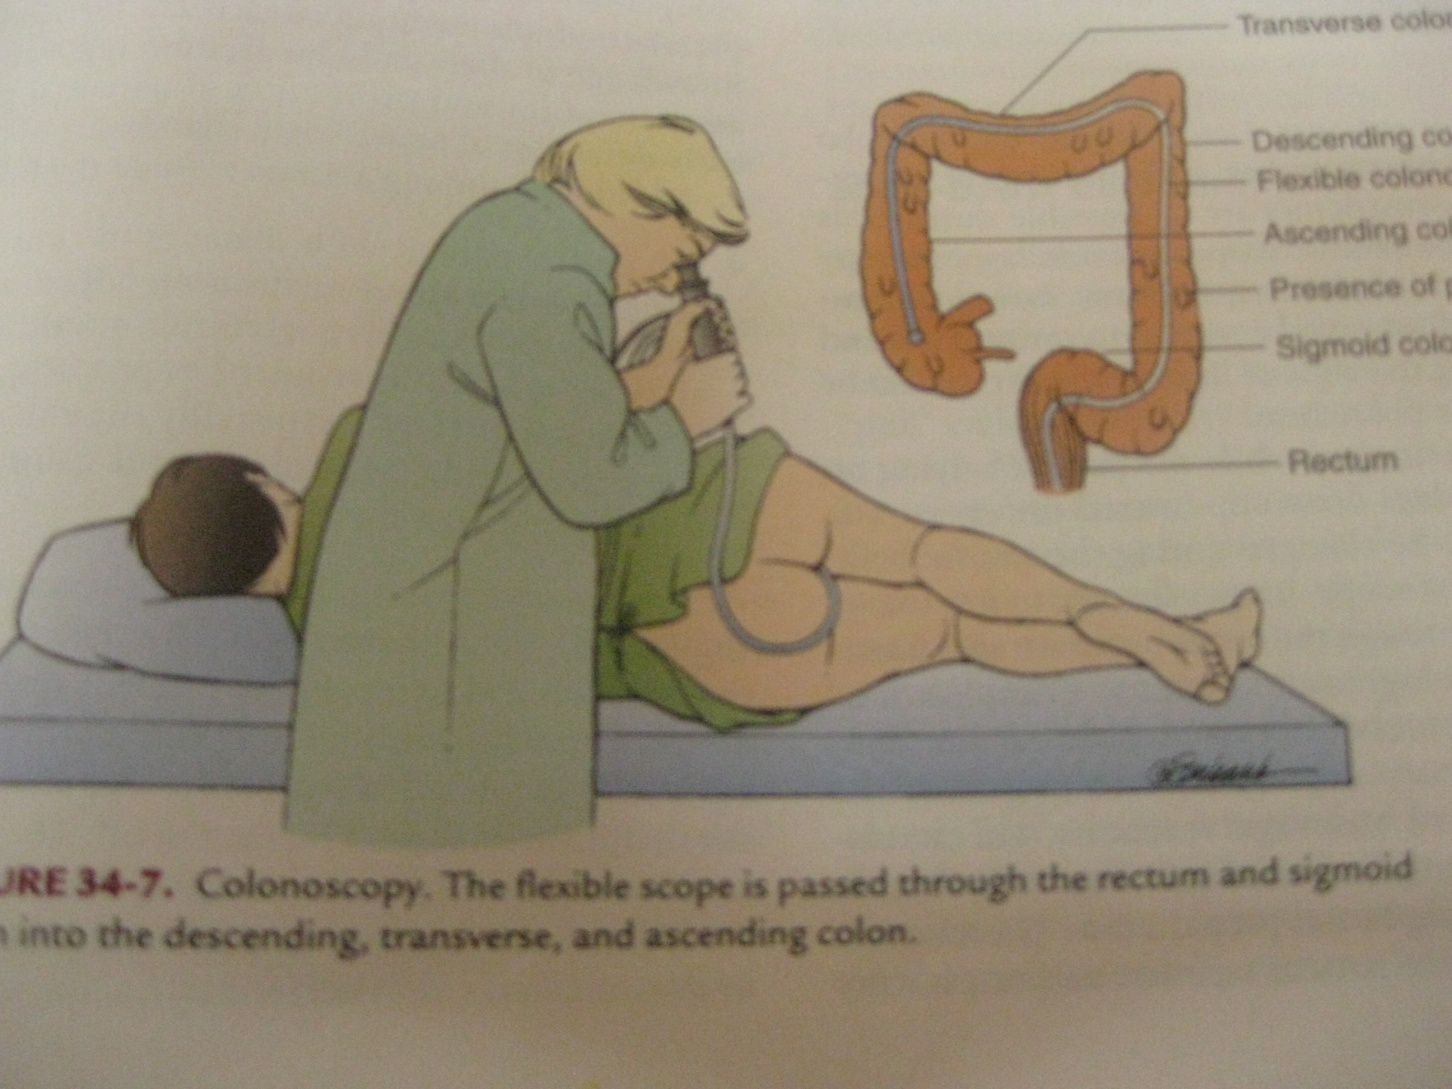 Transverse colo
Descending co
Flexible colono
Ascending col
Presence of p
Sigmoid colo
Rectum
URE 34-7. Colonoscopy. The flexible scope is passed through the rectum and sigmoid
n into the descending, transverse, and ascending colon.